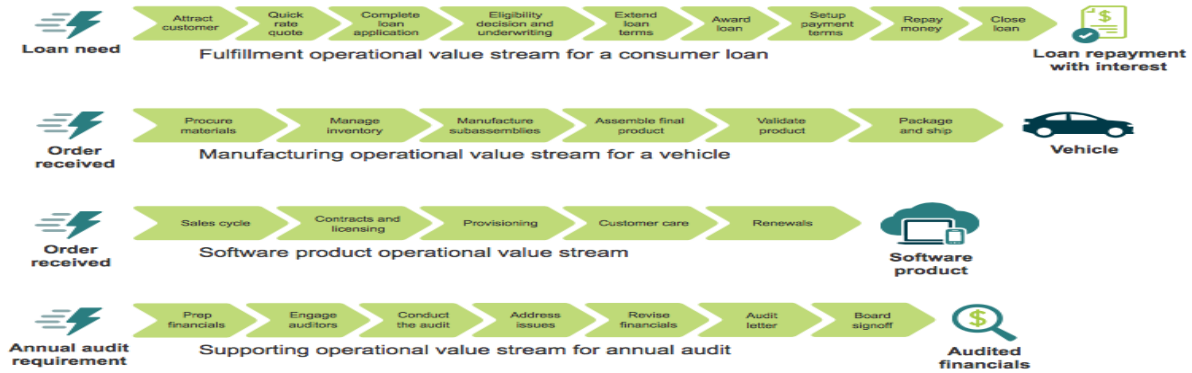 Attract customer
Quick rate quote
Complete loan application
Eligibility decision and underwriting
Extend loan terms
Award loan
Setup payment terms
Repay money
Close loan
$
Loan need
Fulfillment operational value stream for a consumer loan
Loan repayment
with interest
Procure materials
Manage inventory
Manufacture subassemblies
Assemble final product
Validate product
Package and ship
Order
received
Manufacturing operational value stream for a vehicle
Vehicle
Sales cycle
Contracts and licensing
Provisioning
Customer care
Renewals
Order
received
Software product operational value stream
Software
product
Prep financials
Engage auditors
Conduct the audit
Address issues
Revise financials
Audit letter
Board signoff
$
Annual audit
requirement
Supporting operational value stream for annual audit
Audited
financials